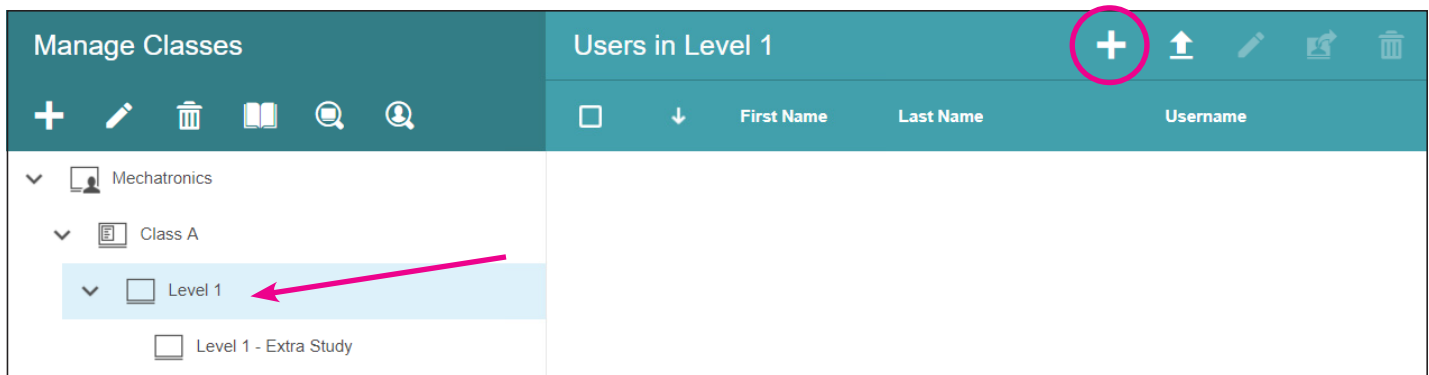 Manage Classes
Users in Level 1
First Name Last Name Username
Mechatronics
Class A
Level 1
Level 1 - Extra Study